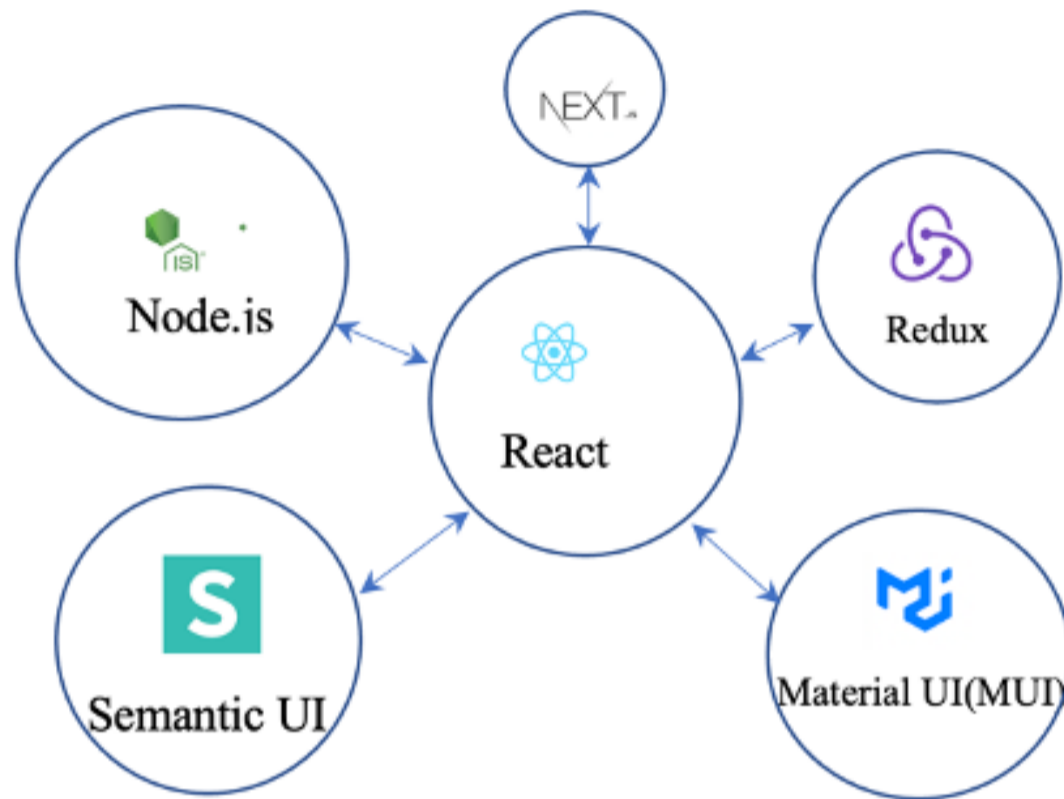 NEXT.JS
Node.js
Redux
React
S
Semantic UI
Material UI(MUI)